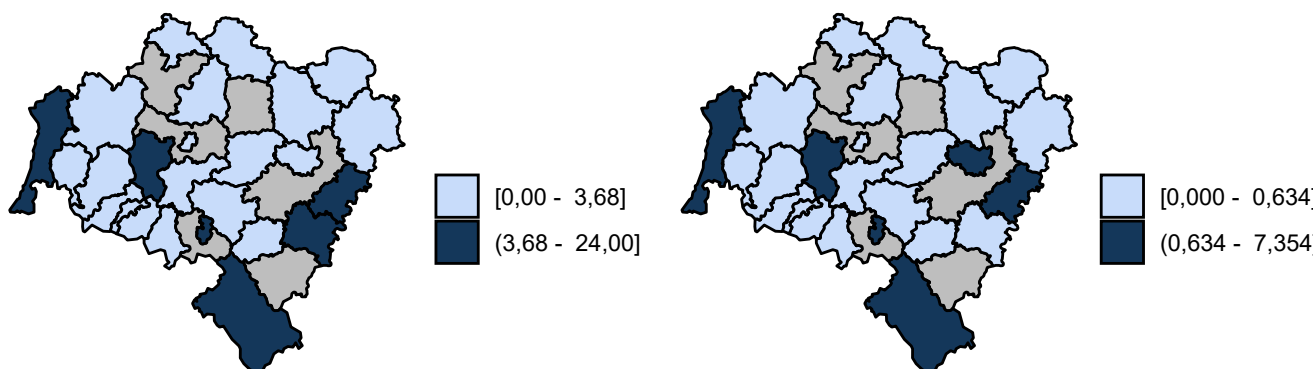 [0,00 -  3,68]
(3,68 -  24,00]
[0,000 -  0,634]
(0,634 -  7,354]